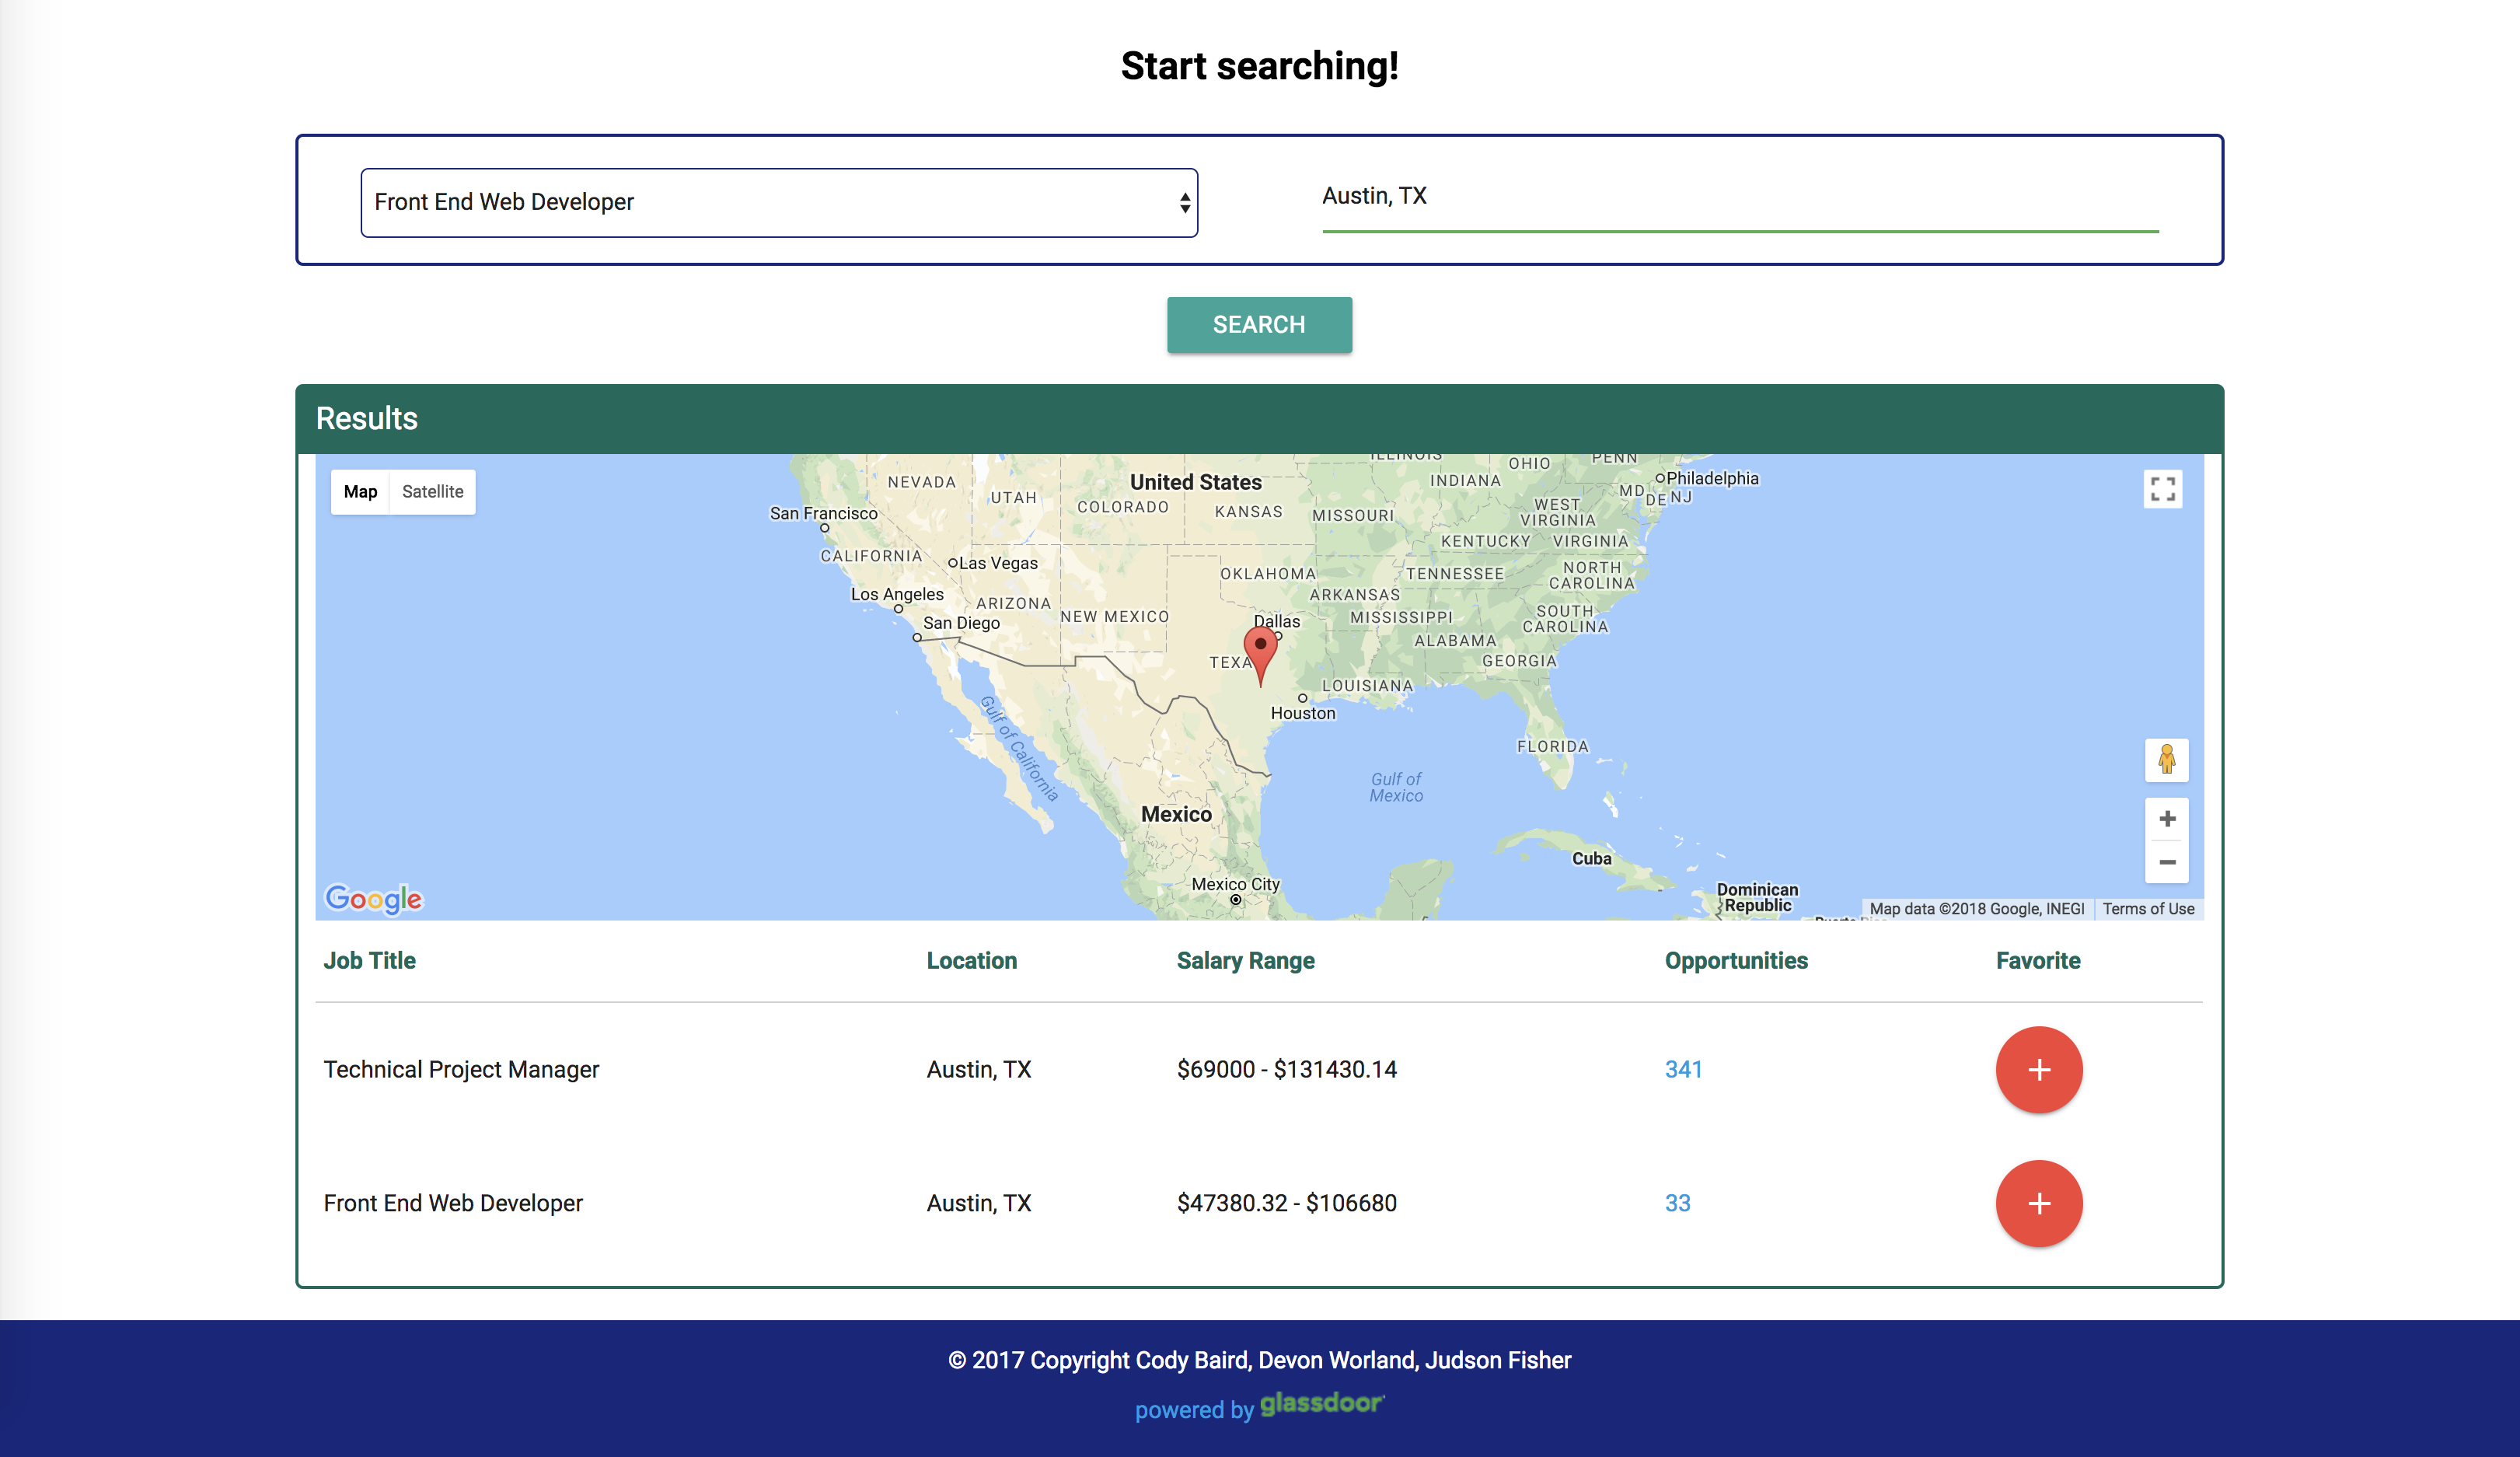 Start searching!
Front End Web Developer
Austin, TX
SEARCH
Results
Map
Satellite
United States
NEVADA
UTAH
COLORADO
KANSAS
MISSOURI
ILLINOIS
INDIANA
OHIO
PENN
Philadelphia
MD
DE
NJ
WEST
VIRGINIA
KENTUCKY
VIRGINIA
San Francisco
CALIFORNIA
Las Vegas
Los Angeles
San Diego
ARIZONA
NEW MEXICO
OKLAHOMA
ARKANSAS
TENNESSEE
NORTH
CAROLINA
SOUTH
CAROLINA
MISSISSIPPI
ALABAMA
GEORGIA
Dallas
TEXA
LOUISIANA
Houston
FLORIDA
Gulf of California
Gulf of
Mexico
Mexico
Mexico City
Cuba
Dominican
Republic
Google
Map data ©2018 Google, INEGI
Terms of Use
Job Title
Location
Salary Range
Opportunities
Favorite
Technical Project Manager
Austin, TX
$69000 - $131430.14
341
+
Front End Web Developer
Austin, TX
$47380.32 - $106680
33
+
© 2017 Copyright Cody Baird, Devon Worland, Judson Fisher
powered by glassdoor